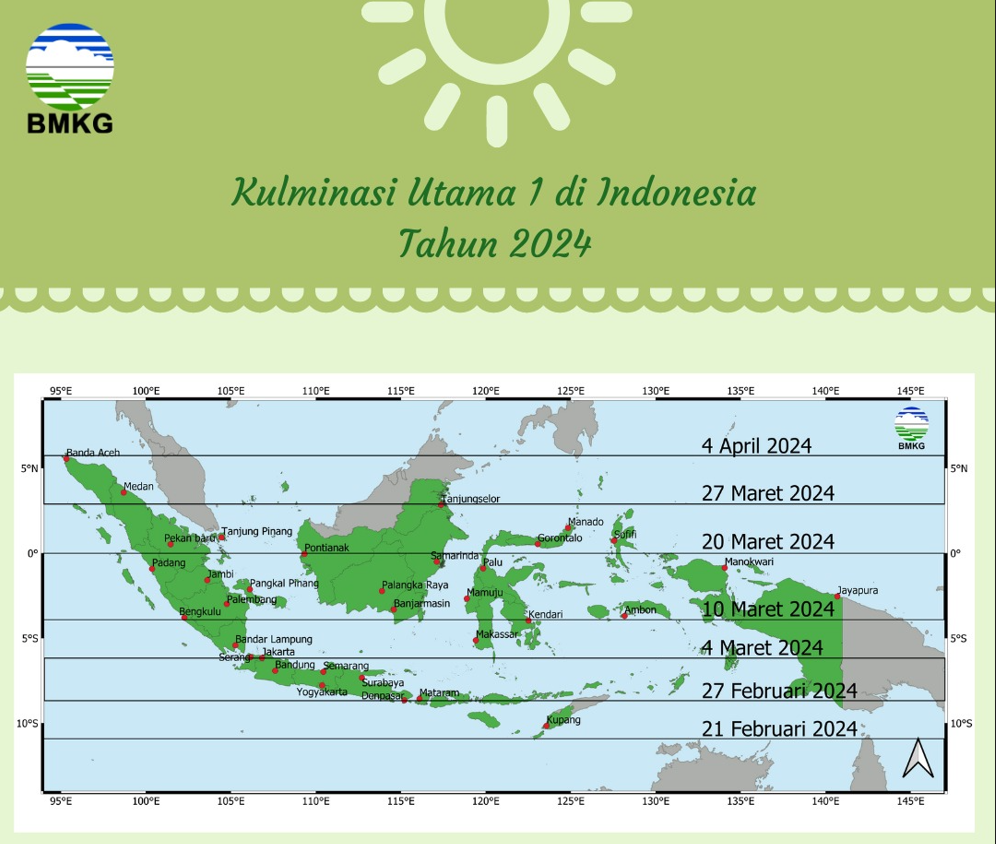 BMKG
Kulminasi Utama 1 di Indonesia
Tahun 2024
95°E 100°E 105°E 110°E 115°E 120°E 125°E 130°E 135°E 140°E 145°E
BMKG
4 April 2024
Banda Aceh
5°N 5°N
Medan
27 Maret 2024
Tanjungselor
Manado
Tanjung Pinang
Sofifi
Pekan baru
Gorontalo
20 Maret 2024
Pontianak
0° 0°
Samarinda
Padang
Palu
Manokwari
Jambi
Pangkal Pinang
Palangka Raya
Jayapura
Mamuju
Palembang
Banjarmasin
10 Maret 2024
Bengkulu
Kendari
Ambon
Makassar
Bandar Lampung
5°S 5°S
4 Maret 2024
Serang
Jakarta
Bandung
Semarang
Surabaya
Yogyakarta
Denpasar
Mataram
27 Februari 2024
Kupang
10°S 10°S
21 Februari 2024
95°E 100°E 105°E 110°E 115°E 120°E 125°E 130°E 135°E 140°E 145°E